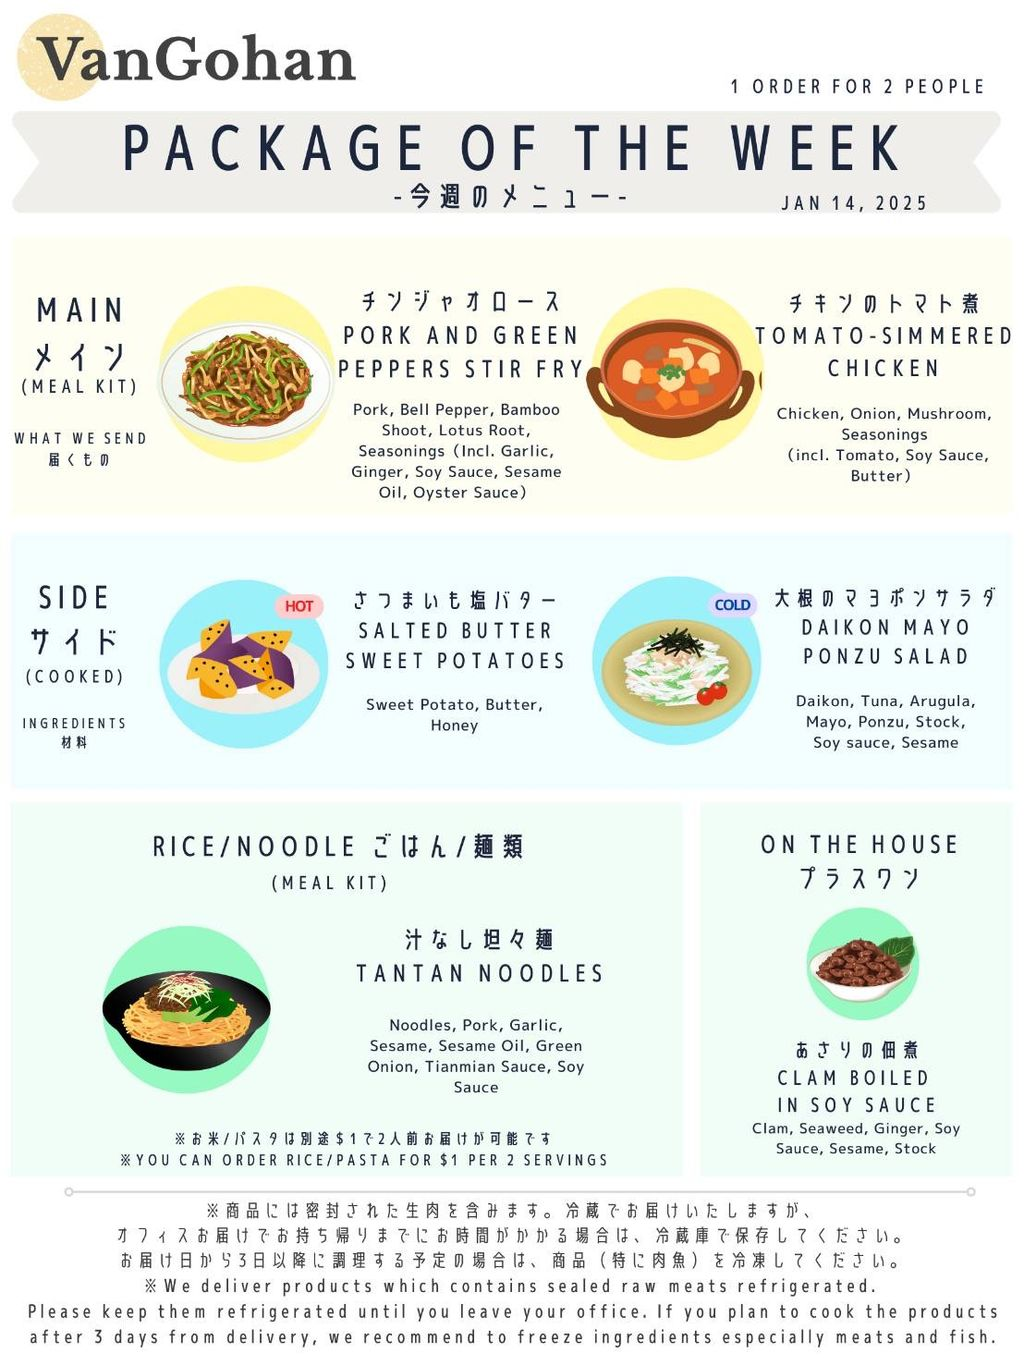 VanGohan
1 ORDER FOR 2 PEOPLE
PACKAGE OF THE WEEK
-今週のメニュー-
JAN 14, 2025
MAIN
メイン
(MEAL KIT)
WHAT WE SEND
届くもの
チンジャオロース
PORK AND GREEN
PEPPERS STIR FRY
Pork, Bell Pepper, Bamboo
Shoot, Lotus Root,
Seasonings（Incl. Garlic,
Ginger, Soy Sauce, Sesame
Oil, Oyster Sauce）
チキンのトマト煮
TOMATO-SIMMERED
CHICKEN
Chicken, Onion, Mushroom,
Seasonings
（incl. Tomato, Soy Sauce,
Butter）
SIDE
サイド
(COOKED)
INGREDIENTS
材料
HOT
さつまいも塩バター
SALTED BUTTER
SWEET POTATOES
Sweet Potato, Butter,
Honey
COLD
大根のマヨポンサラダ
DAIKON MAYO
PONZU SALAD
Daikon, Tuna, Arugula,
Mayo, Ponzu, Stock,
Soy sauce, Sesame
RICE/NOODLE ごはん/麺類
(MEAL KIT)
汁なし坦々麺
TANTAN NOODLES
Noodles, Pork, Garlic,
Sesame, Sesame Oil, Green
Onion, Tianmian Sauce, Soy
Sauce
※お米/パスタは別途$1で2人前お届けが可能です
※YOU CAN ORDER RICE/PASTA FOR $1 PER 2 SERVINGS
ON THE HOUSE
プラスワン
あさりの佃煮
CLAM BOILED
IN SOY SAUCE
Clam, Seaweed, Ginger, Soy
Sauce, Sesame, Stock
※商品には密封された生肉を含みます。冷蔵でお届けいたしますが、
オフィスお届けでお持ち帰りまでにお時間がかかる場合は、冷蔵庫で保存してください。
お届け日から3日以降に調理する予定の場合は、商品（特に肉魚）を冷凍してください。
※We deliver products which contains sealed raw meats refrigerated.
Please keep them refrigerated until you leave your office. If you plan to cook the products
after 3 days from delivery, we recommend to freeze ingredients especially meats and fish.